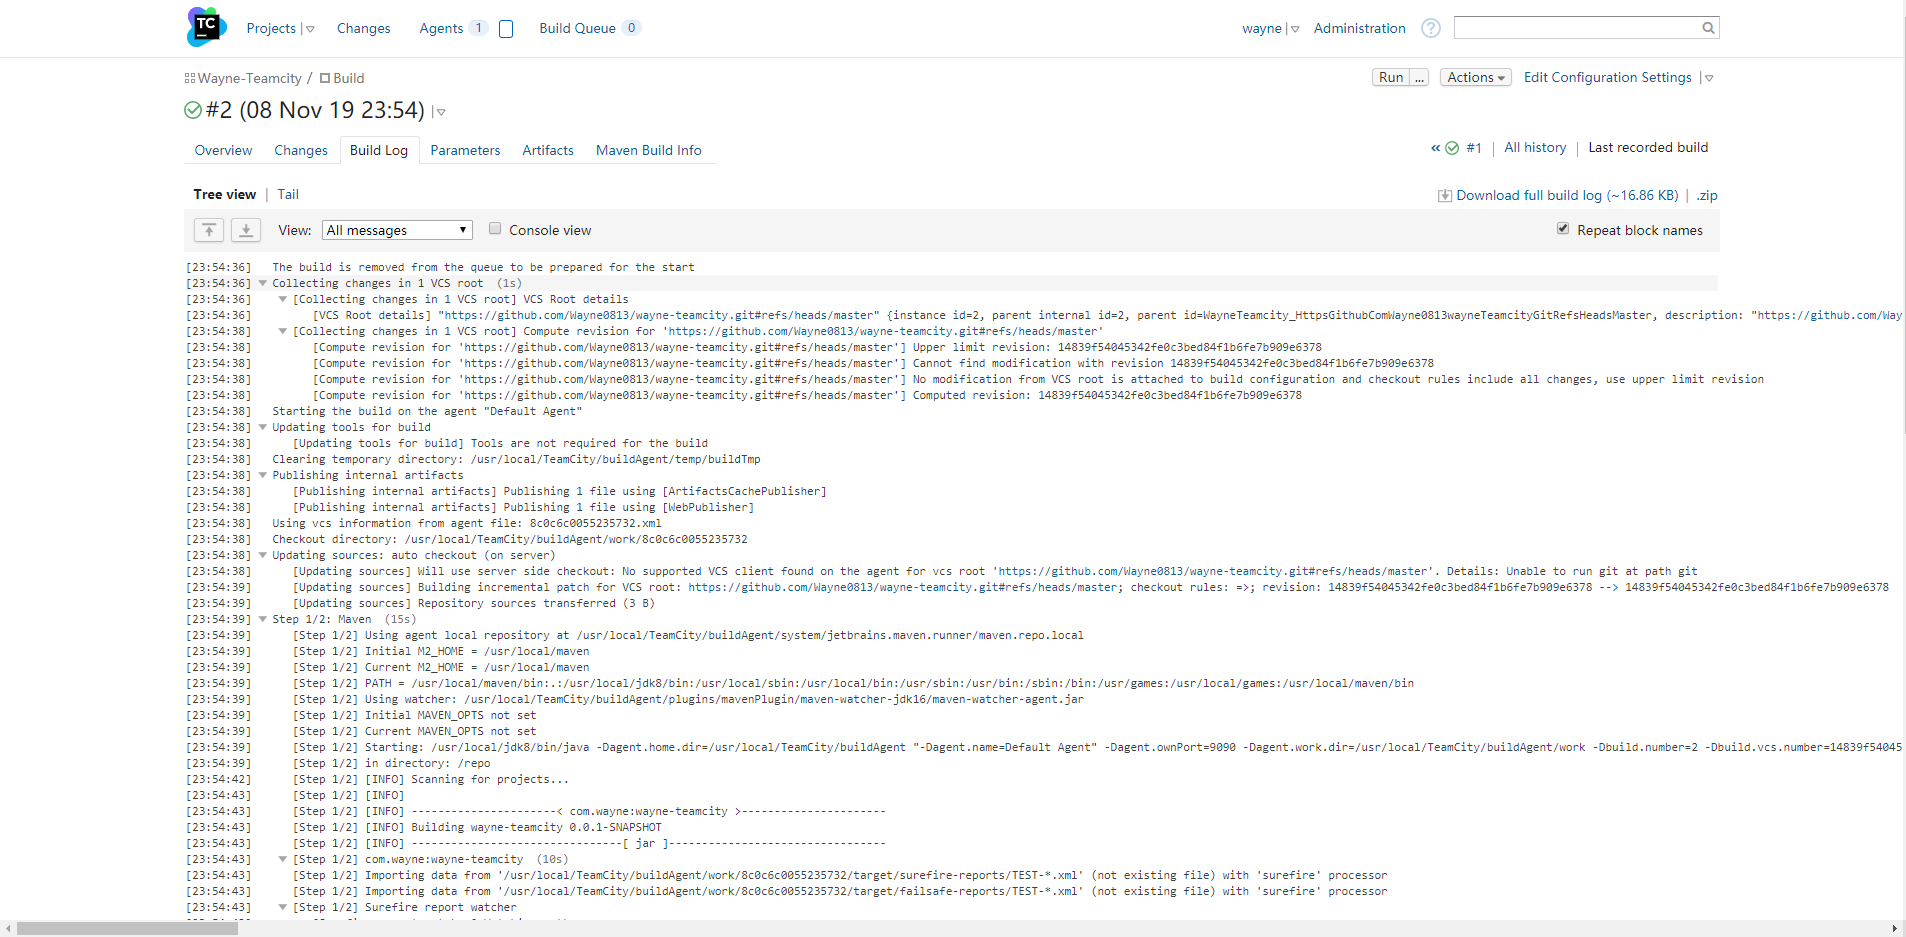 TC Projects Changes Agents 1 Build Queue 0 wayne Administration ?
Wayne-Teamcity / Build Run ... Actions Edit Configuration Settings
#2 (08 Nov 19 23:54)
Overview Changes Build Log Parameters Artifacts Maven Build Info « #1 | All history | Last recorded build
Tree view | Tail Download full build log (~16.86 KB) | .zip
View: All messages Console view Repeat block names
[23:54:36] The build is removed from the queue to be prepared for the start
[23:54:36] Collecting changes in 1 VCS root (1s)
[23:54:36] [Collecting changes in 1 VCS root] VCS Root details
[23:54:36] [VCS Root details] "https://github.com/Wayne0813/wayne-teamcity.git#refs/heads/master" {instance id=2, parent internal id=2, parent id=WayneTeamcity_HttpsGithubComWayne0813wayneTeamcityGitRefsHeadsMaster, description: "https://github.com/Way
[23:54:38] [Collecting changes in 1 VCS root] Compute revision for 'https://github.com/Wayne0813/wayne-teamcity.git#refs/heads/master'
[23:54:38] [Compute revision for 'https://github.com/Wayne0813/wayne-teamcity.git#refs/heads/master'] Upper limit revision: 14839f54045342fe0c3bed84f1b6fe7b909e6378
[23:54:38] [Compute revision for 'https://github.com/Wayne0813/wayne-teamcity.git#refs/heads/master'] Cannot find modification with revision 14839f54045342fe0c3bed84f1b6fe7b909e6378
[23:54:38] [Compute revision for 'https://github.com/Wayne0813/wayne-teamcity.git#refs/heads/master'] No modification from VCS root is attached to build configuration and checkout rules include all changes, use upper limit revision
[23:54:38] [Compute revision for 'https://github.com/Wayne0813/wayne-teamcity.git#refs/heads/master'] Computed revision: 14839f54045342fe0c3bed84f1b6fe7b909e6378
[23:54:38] Starting the build on the agent "Default Agent"
[23:54:38] Updating tools for build
[23:54:38] [Updating tools for build] Tools are not required for the build
[23:54:38] Clearing temporary directory: /usr/local/TeamCity/buildAgent/temp/buildTmp
[23:54:38] Publishing internal artifacts
[23:54:38] [Publishing internal artifacts] Publishing 1 file using [ArtifactsCachePublisher]
[23:54:38] [Publishing internal artifacts] Publishing 1 file using [WebPublisher]
[23:54:38] Using vcs information from agent file: 8c0c6c0055235732.xml
[23:54:38] Checkout directory: /usr/local/TeamCity/buildAgent/work/8c0c6c0055235732
[23:54:38] Updating sources: auto checkout (on server)
[23:54:38] [Updating sources] Will use server side checkout: No supported VCS client found on the agent for vcs root 'https://github.com/Wayne0813/wayne-teamcity.git#refs/heads/master'. Details: Unable to run git at path git
[23:54:39] [Updating sources] Building incremental patch for VCS root: https://github.com/Wayne0813/wayne-teamcity.git#refs/heads/master; checkout rules: =>; revision: 14839f54045342fe0c3bed84f1b6fe7b909e6378 --> 14839f54045342fe0c3bed84f1b6fe7b909e6378
[23:54:39] [Updating sources] Repository sources transferred (3 B)
[23:54:39] Step 1/2: Maven (15s)
[23:54:39] [Step 1/2] Using agent local repository at /usr/local/TeamCity/buildAgent/system/jetbrains.maven.runner/maven.repo.local
[23:54:39] [Step 1/2] Initial M2_HOME = /usr/local/maven
[23:54:39] [Step 1/2] Current M2_HOME = /usr/local/maven
[23:54:39] [Step 1/2] PATH = /usr/local/maven/bin:.:/usr/local/jdk8/bin:/usr/local/sbin:/usr/local/bin:/usr/sbin:/usr/bin:/sbin:/bin:/usr/games:/usr/local/games:/usr/local/maven/bin
[23:54:39] [Step 1/2] Using watcher: /usr/local/TeamCity/buildAgent/plugins/mavenPlugin/maven-watcher-jdk16/maven-watcher-agent.jar
[23:54:39] [Step 1/2] Initial MAVEN_OPTS not set
[23:54:39] [Step 1/2] Current MAVEN_OPTS not set
[23:54:39] [Step 1/2] Starting: /usr/local/jdk8/bin/java -Dagent.home.dir=/usr/local/TeamCity/buildAgent "-Dagent.name=Default Agent" -Dagent.ownPort=9090 -Dagent.work.dir=/usr/local/TeamCity/buildAgent/work -Dbuild.number=2 -Dbuild.vcs.number=14839f54045
[23:54:39] [Step 1/2] in directory: /repo
[23:54:42] [Step 1/2] [INFO] Scanning for projects...
[23:54:43] [Step 1/2] [INFO]
[23:54:43] [Step 1/2] [INFO] ----------------------< com.wayne:wayne-teamcity >----------------------
[23:54:43] [Step 1/2] [INFO] Building wayne-teamcity 0.0.1-SNAPSHOT
[23:54:43] [Step 1/2] [INFO] --------------------------------[ jar ]---------------------------------
[23:54:43] [Step 1/2] com.wayne:wayne-teamcity (10s)
[23:54:43] [Step 1/2] Importing data from '/usr/local/TeamCity/buildAgent/work/8c0c6c0055235732/target/surefire-reports/TEST-*.xml' (not existing file) with 'surefire' processor
[23:54:43] [Step 1/2] Importing data from '/usr/local/TeamCity/buildAgent/work/8c0c6c0055235732/target/failsafe-reports/TEST-*.xml' (not existing file) with 'surefire' processor
[23:54:43] [Step 1/2] Surefire report watcher